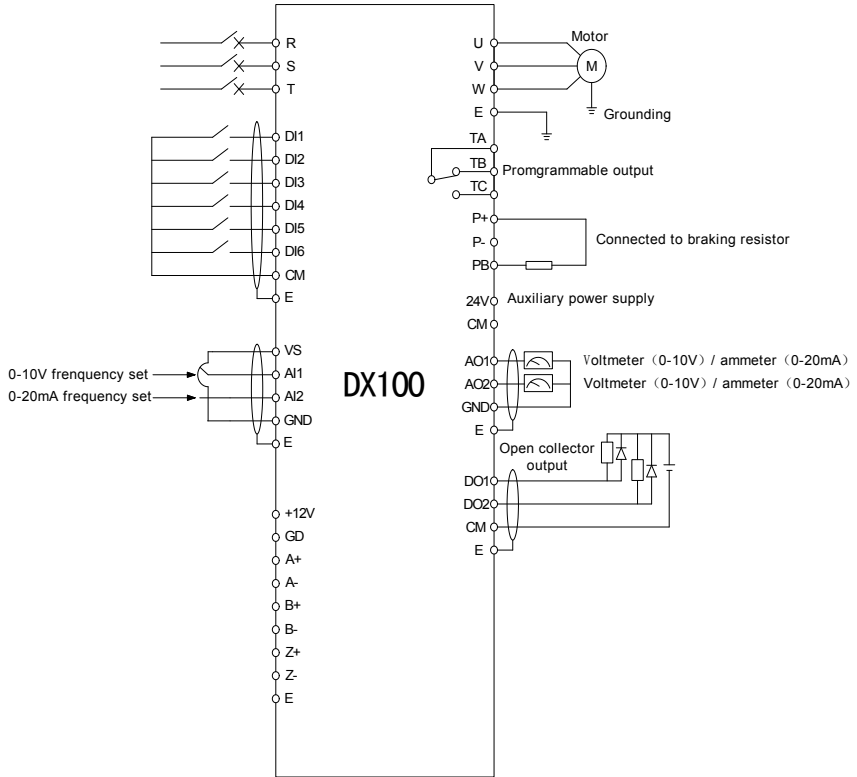 R
S
T
DI1
DI2
DI3
DI4
DI5
DI6
CM
E
VS
0-10V frenquency set
AI1
0-20mA frequency set
AI2
GND
E
+12V
GD
A+
A-
B+
B-
Z+
Z-
E
DX100
Motor
U
V
M
W
E
Grounding
TA
TB
Promgrammable output
TC
P+
P-
Connected to braking resistor
PB
24V
Auxiliary power supply
CM
AO1
Voltmeter（0-10V）/ ammeter（0-20mA）
AO2
Voltmeter（0-10V）/ ammeter（0-20mA）
GND
E
Open collector
output
DO1
DO2
CM
E